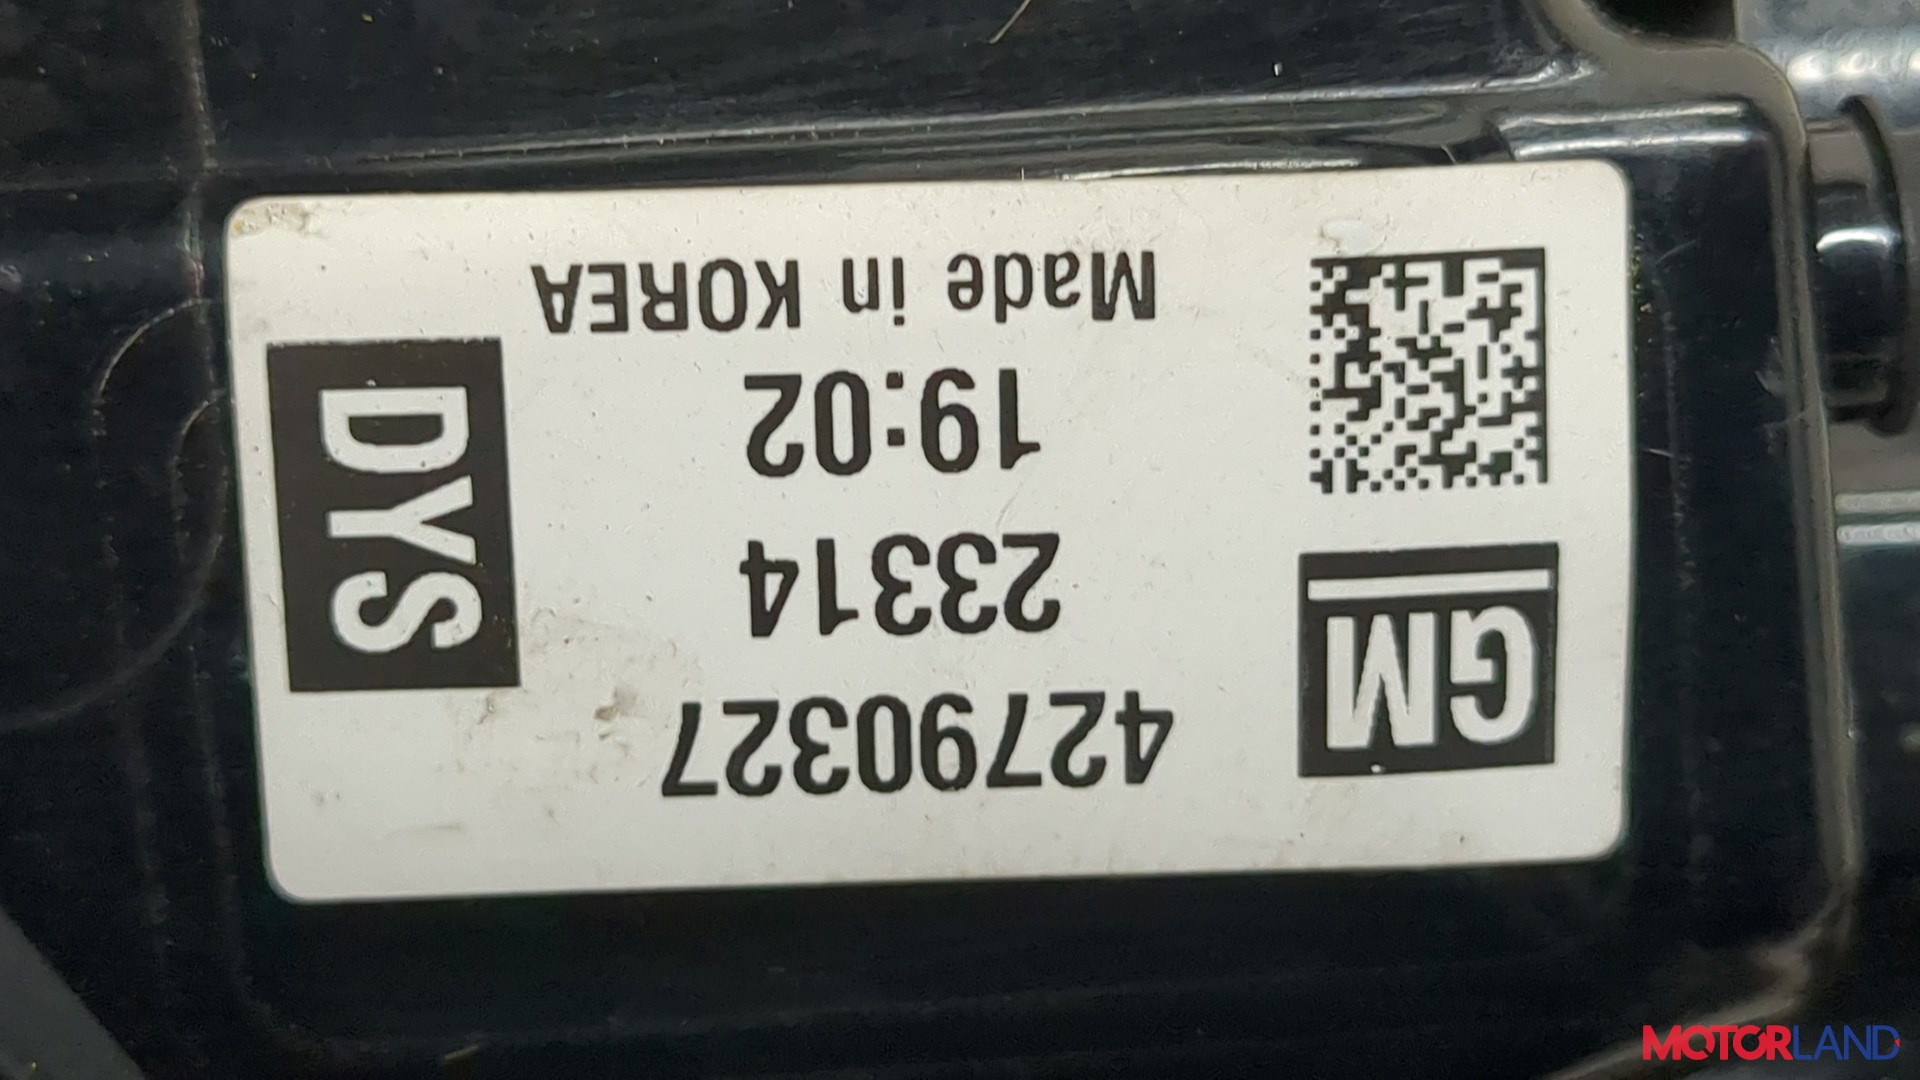 GM
42790327
23314
19:02
Made in KOREA
DYS
MOTORLAND